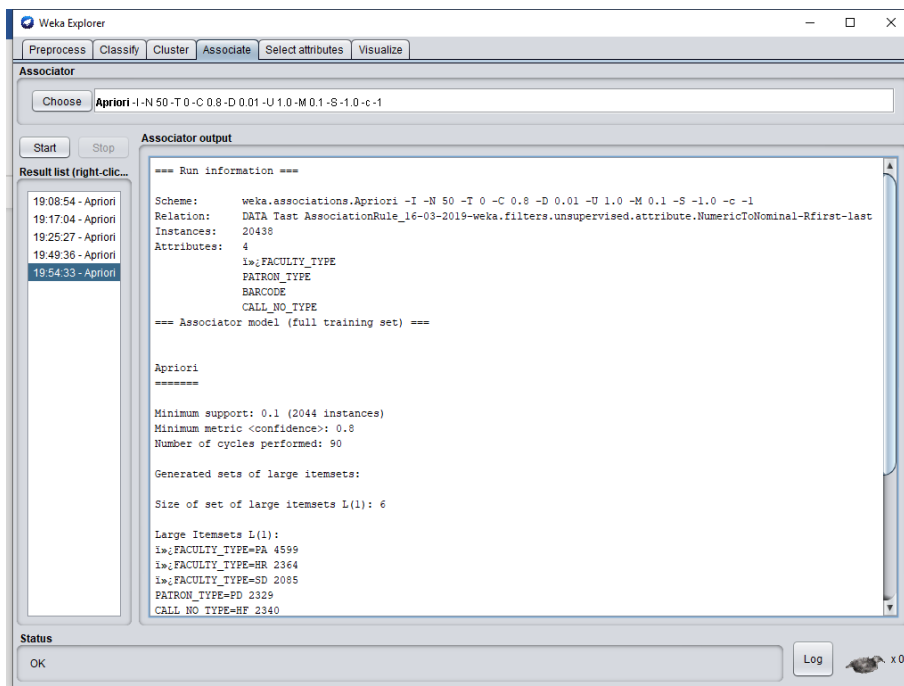 Weka Explorer
Preprocess Classify Cluster Associate Select attributes Visualize
Associator
Choose Apriori -I -N 50 -T 0 -C 0.8 -D 0.01 -U 1.0 -M 0.1 -S -1.0 -c -1
Start Stop
Result list (right-clic...
19:08:54 - Apriori
19:17:04 - Apriori
19:25:27 - Apriori
19:49:36 - Apriori
19:54:33 - Apriori
Associator output
=== Run information ===
Scheme: weka.associations.Apriori -I -N 50 -T 0 -C 0.8 -D 0.01 -U 1.0 -M 0.1 -S -1.0 -c -1
Relation: DATA Tast AssociationRule_16-03-2019-weka.filters.unsupervised.attribute.NumericToNominal-Rfirst-last
Instances: 20438
Attributes: 4
ï»¿FACULTY_TYPE
PATRON_TYPE
BARCODE
CALL_NO_TYPE
=== Associator model (full training set) ===
Apriori
=======
Minimum support: 0.1 (2044 instances)
Minimum metric <confidence>: 0.8
Number of cycles performed: 90
Generated sets of large itemsets:
Size of set of large itemsets L(1): 6
Large Itemsets L(1):
ï»¿FACULTY_TYPE=PA 4599
ï»¿FACULTY_TYPE=HR 2364
ï»¿FACULTY_TYPE=SD 2085
PATRON_TYPE=PD 2329
CALL_NO_TYPE=HF 2340
Status
OK
Log
x 0